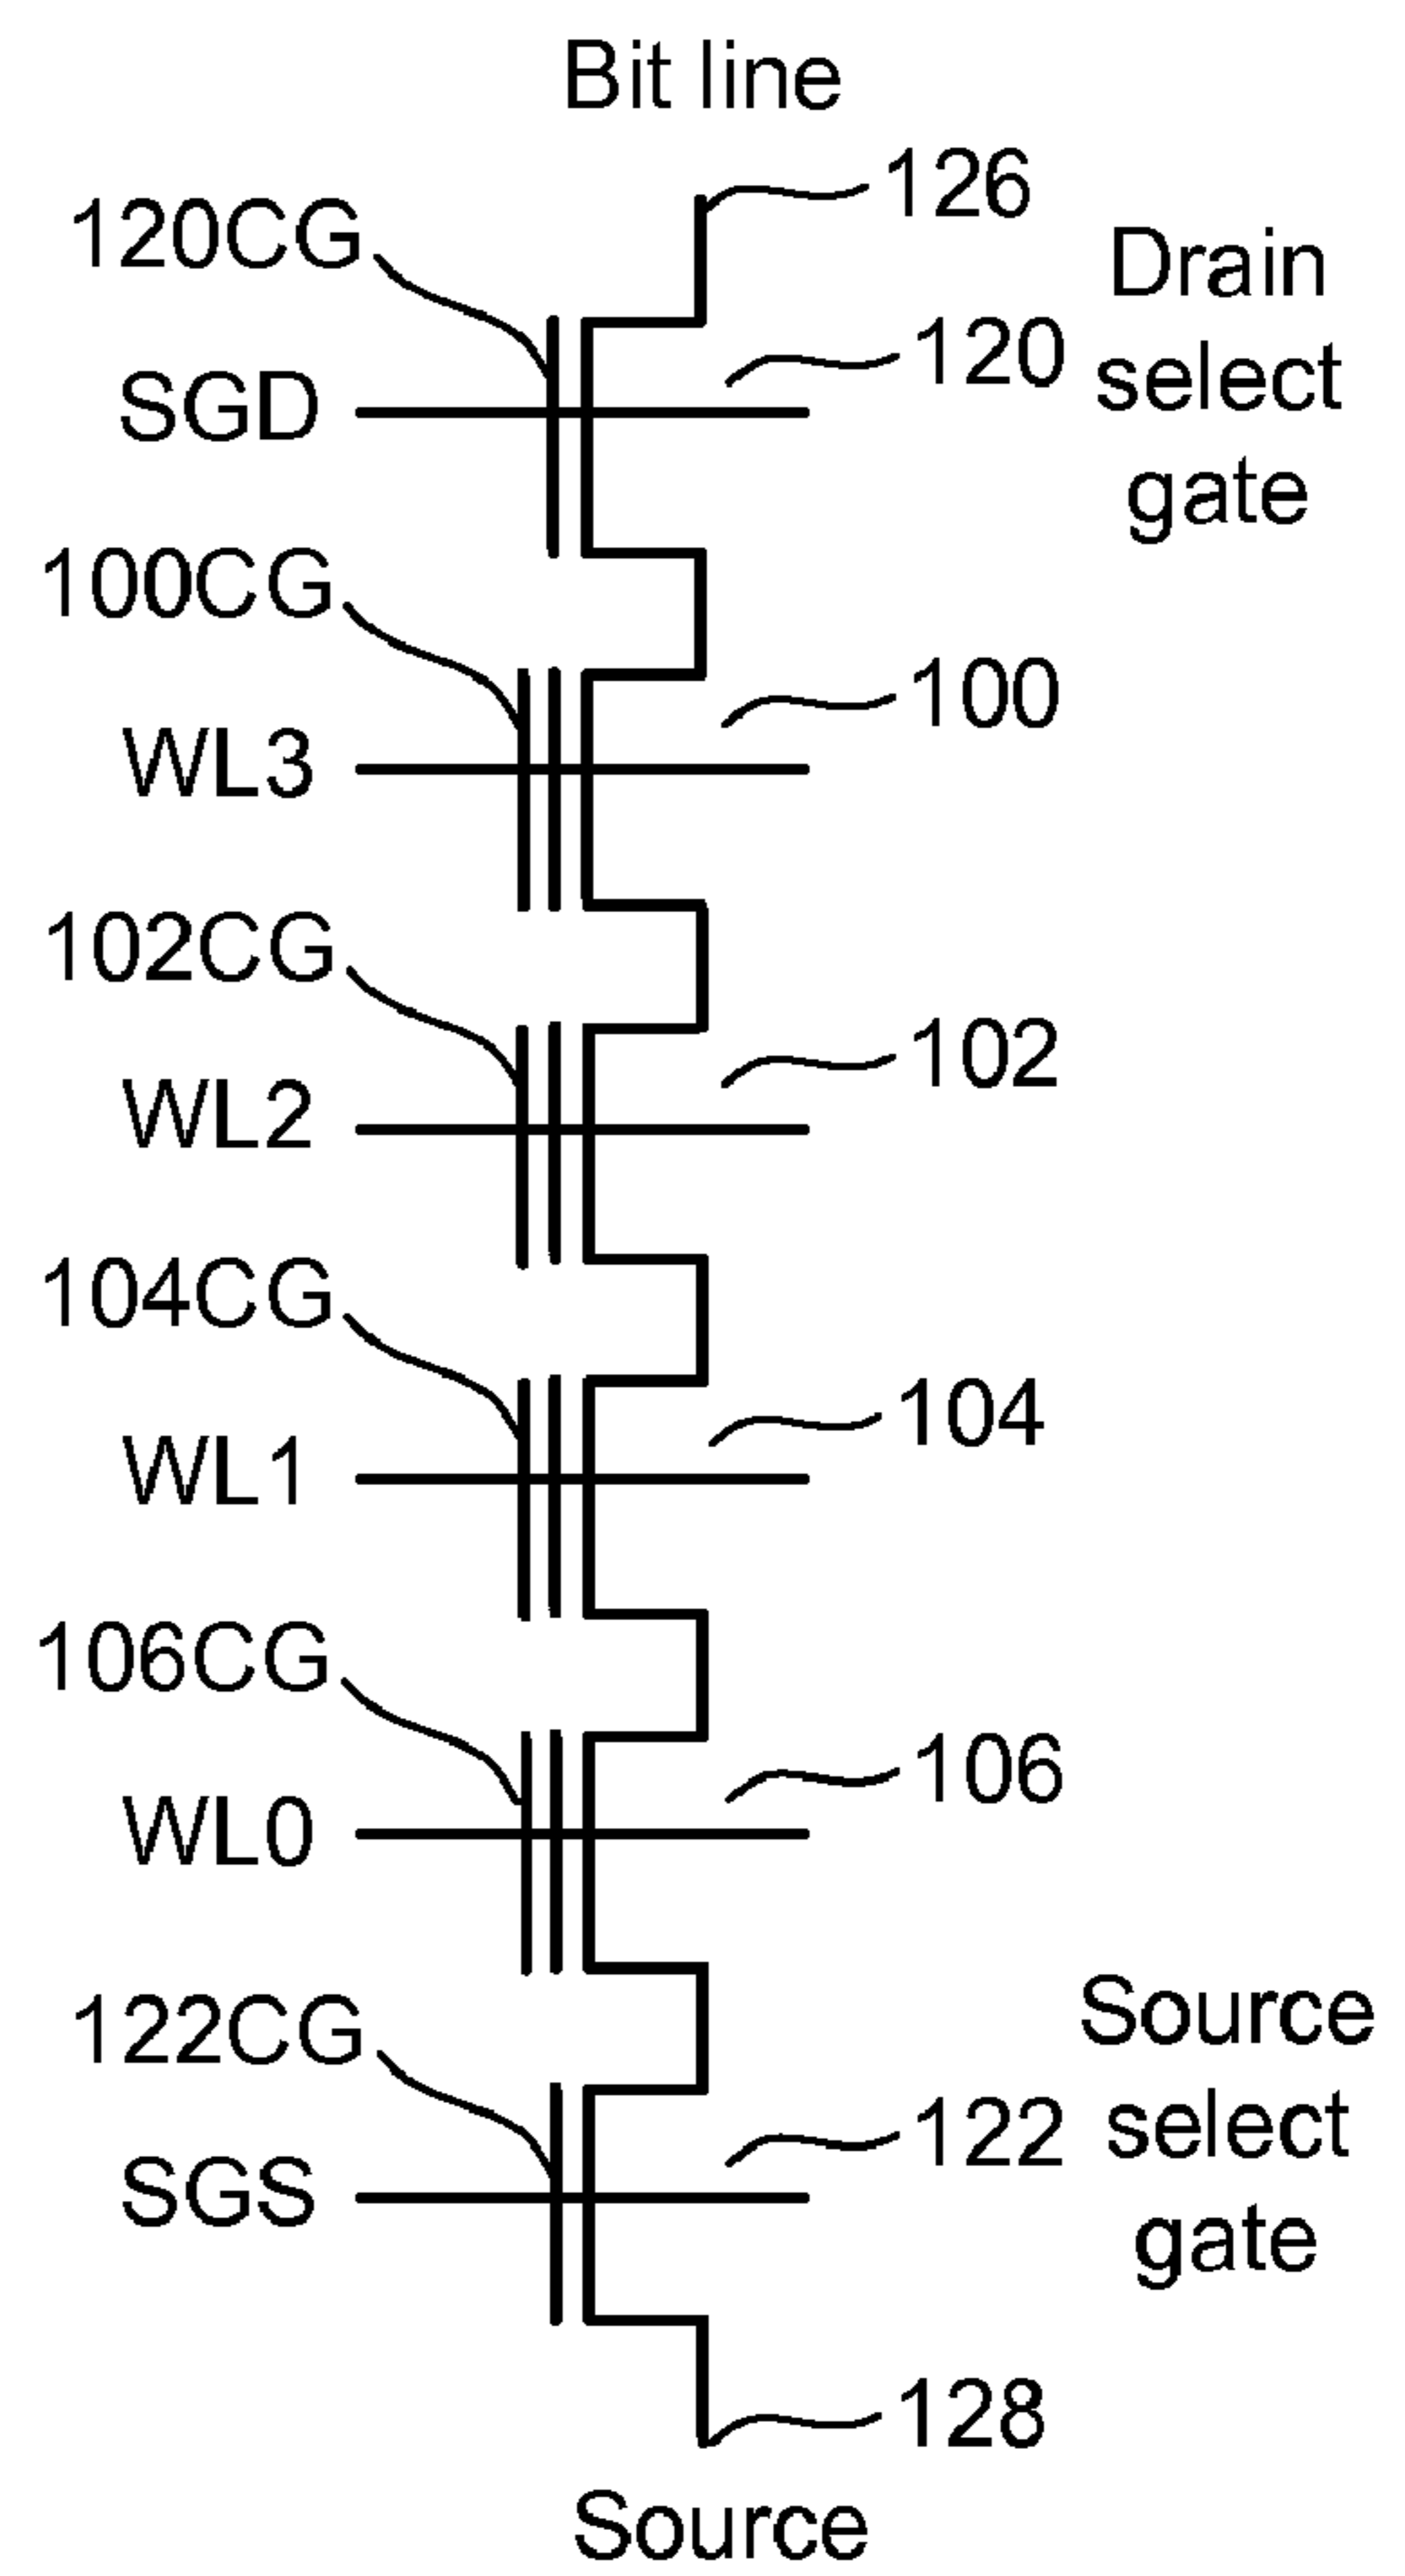 Bit line
126
120CG
Drain
select
gate
120
SGD
100CG
100
WL3
102CG
102
WL2
104CG
104
WL1
106CG
106
WL0
122CG
Source
select
gate
122
SGS
128
Source